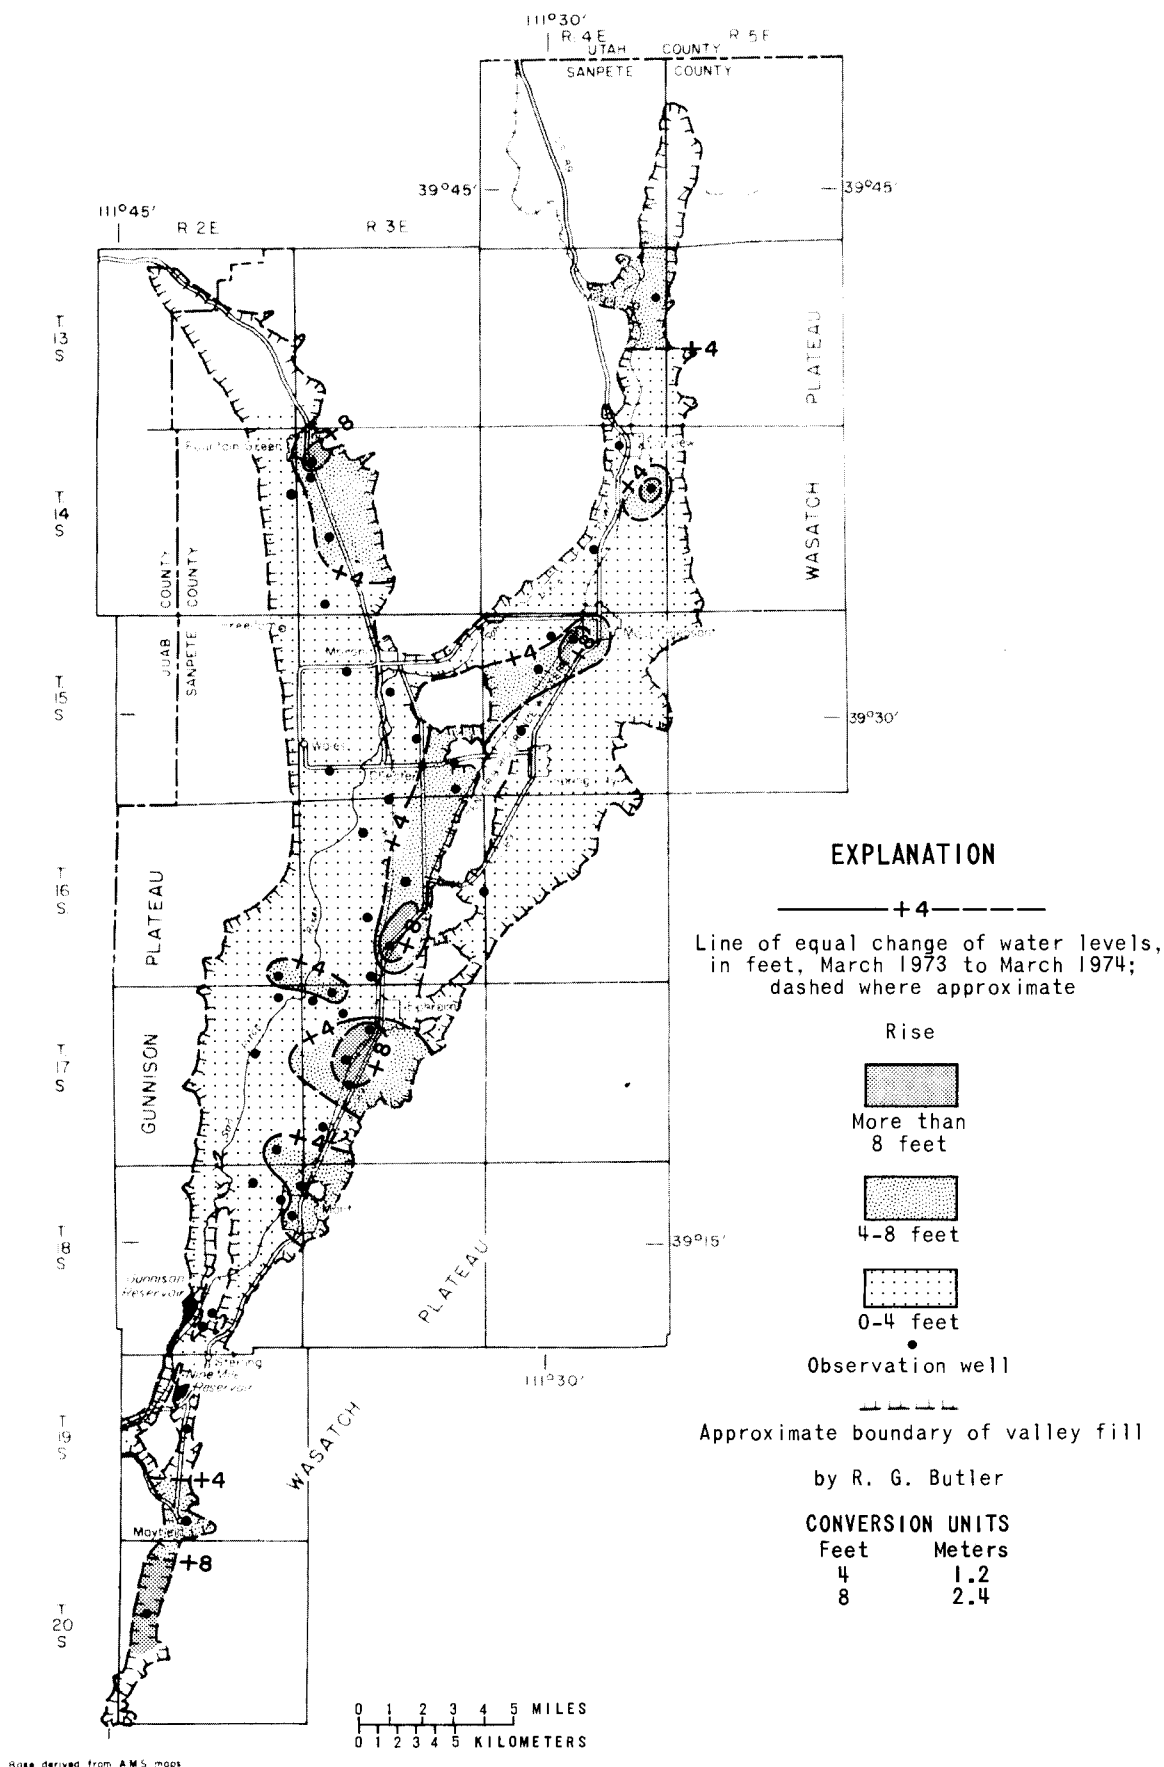 111°30'
R 4 E
R 5 E
UTAH COUNTY
SANPETE COUNTY
39°45'
39°45'
111°45'
R 2 E
R 3 E
T
13
S
+4
PLATEAU
+8
Fountain Green
+4
T
14
S
WASATCH
JUAB COUNTY
SANPETE COUNTY
+4
+4
+8
T
15
S
39°30'
Wales
+4
EXPLANATION
T
16
S
PLATEAU
+4
Line of equal change of water levels,
in feet, March 1973 to March 1974;
dashed where approximate
+8
+4
Rise
Ephraim
+4
+8
T
17
S
GUNNISON
More than
8 feet
+4
4-8 feet
Manti
T
18
S
39°15'
PLATEAU
Gunnison
Reservoir
0-4 feet
Observation well
Sterling
Nine Mile
Reservoir
111°30'
WASATCH
T
19
S
Approximate boundary of valley fill
+4
by R. G. Butler
Mayfield
CONVERSION UNITS
Feet Meters
4 1.2
8 2.4
+8
T
20
S
0 1 2 3 4 5 MILES
0 1 2 3 4 5 KILOMETERS
Base derived from A.M.S. maps